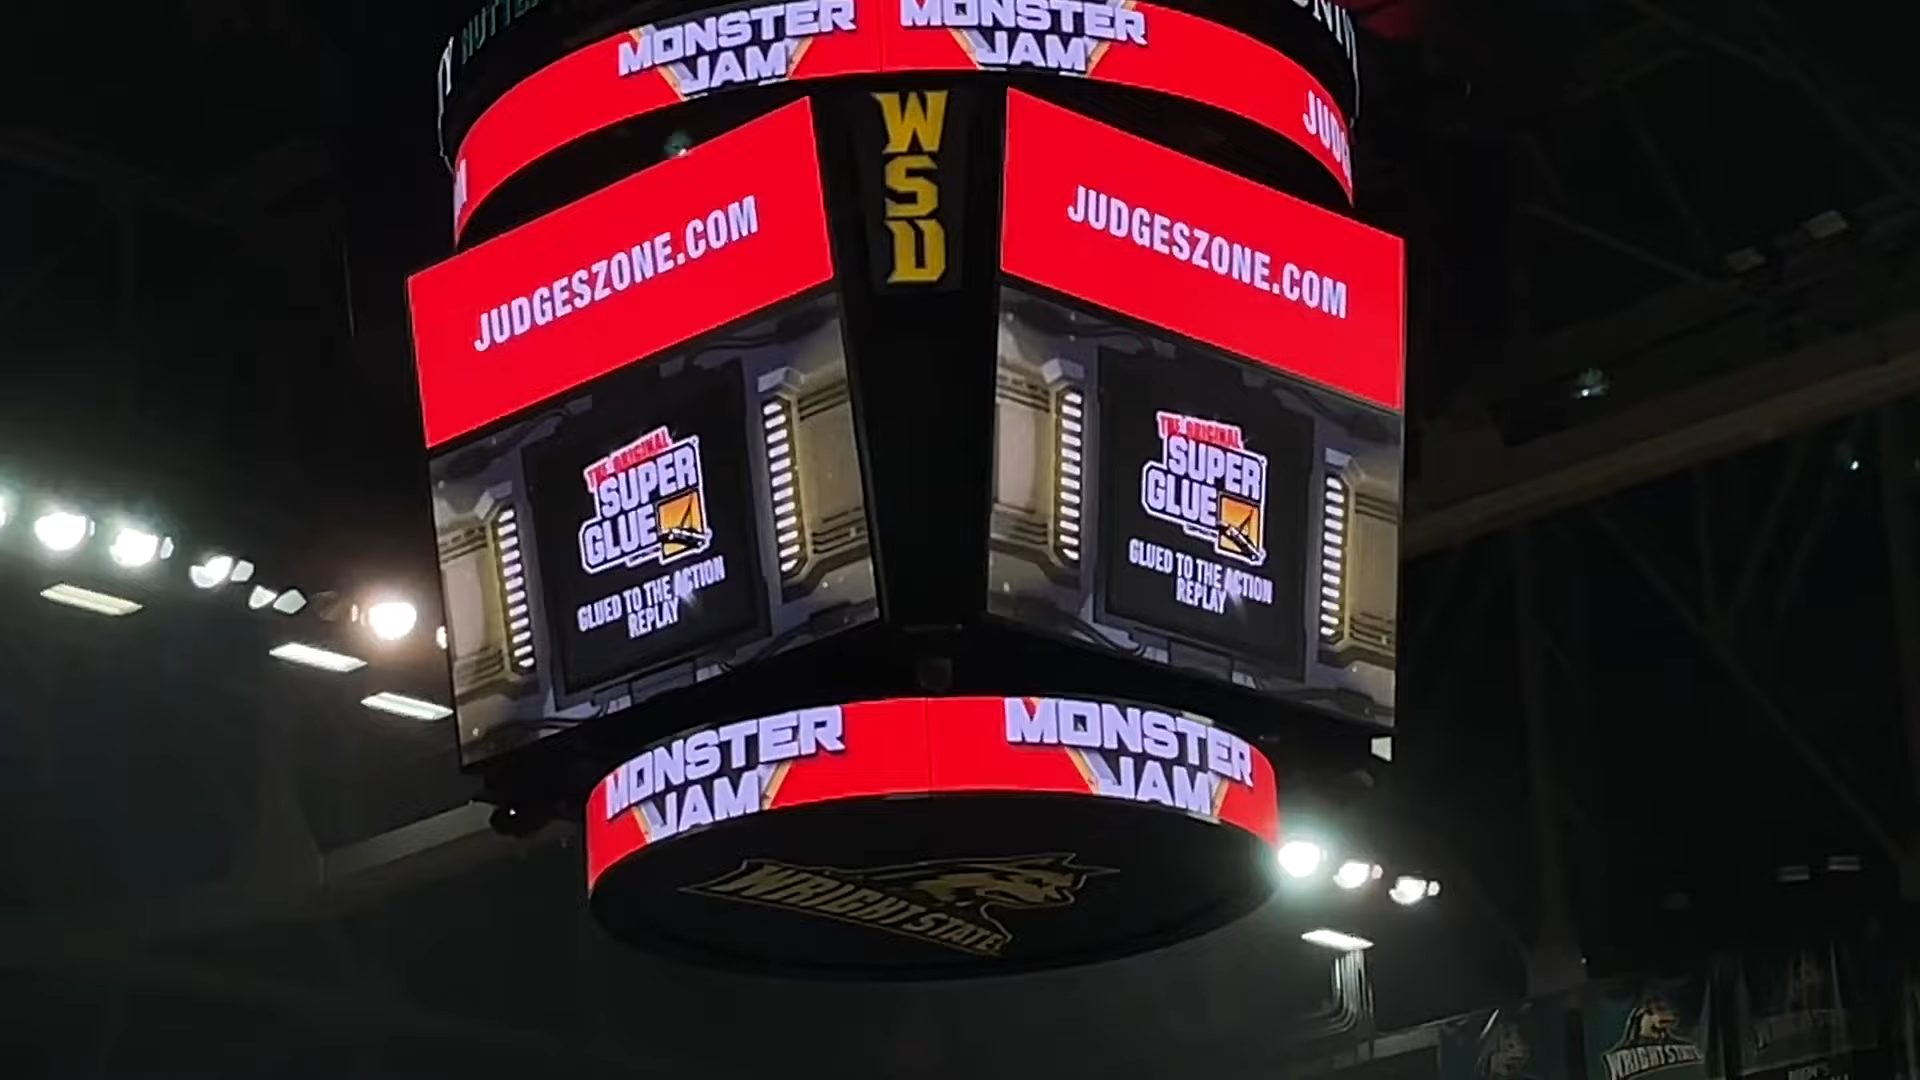 MONSTER
JAM
MONSTER
JAM
WSU
JUDGESZONE.COM
JUDGESZONE.COM
THE ORIGINAL
SUPER
GLUE
GLUED TO THE ACTION
REPLAY
THE ORIGINAL
SUPER
GLUE
GLUED TO THE ACTION
REPLAY
MONSTER
JAM
MONSTER
JAM
WRIGHT STATE
WRIGHT STATE